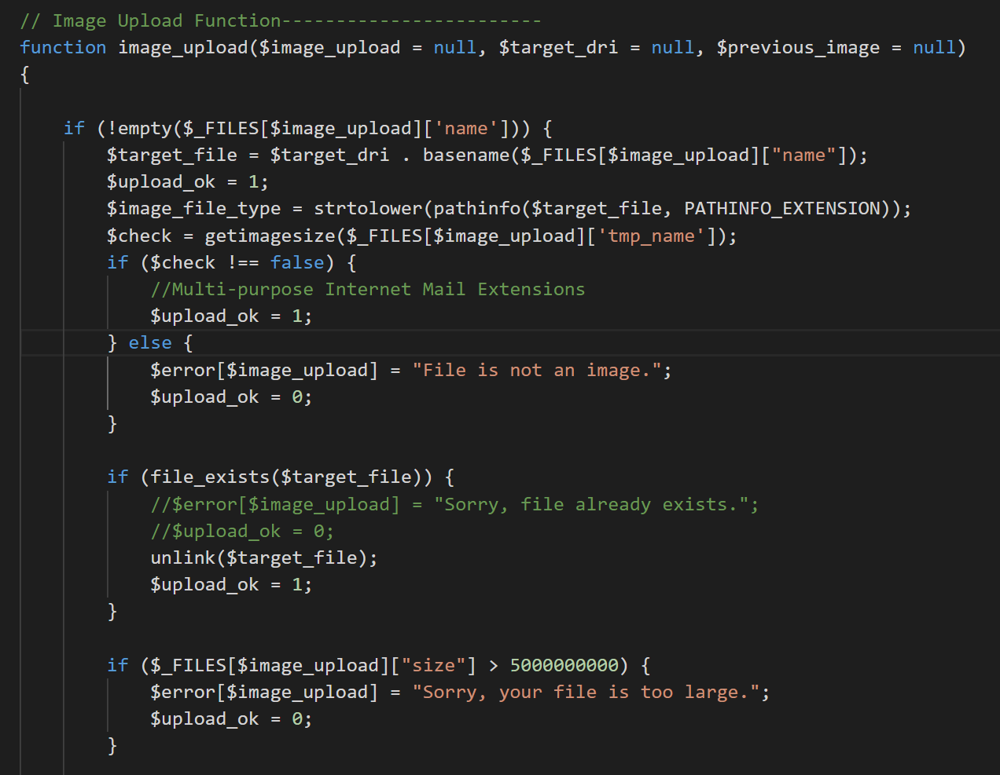 // Image Upload Function------------------------
function image_upload($image_upload = null, $target_dri = null, $previous_image = null)
{
if (!empty($_FILES[$image_upload]['name'])) {
$target_file = $target_dri . basename($_FILES[$image_upload]["name"]);
$upload_ok = 1;
$image_file_type = strtolower(pathinfo($target_file, PATHINFO_EXTENSION));
$check = getimagesize($_FILES[$image_upload]['tmp_name']);
if ($check !== false) {
//Multi-purpose Internet Mail Extensions
$upload_ok = 1;
} else {
$error[$image_upload] = "File is not an image.";
$upload_ok = 0;
}
if (file_exists($target_file)) {
//$error[$image_upload] = "Sorry, file already exists.";
//$upload_ok = 0;
unlink($target_file);
$upload_ok = 1;
}
if ($_FILES[$image_upload]["size"] > 5000000000) {
$error[$image_upload] = "Sorry, your file is too large.";
$upload_ok = 0;
}